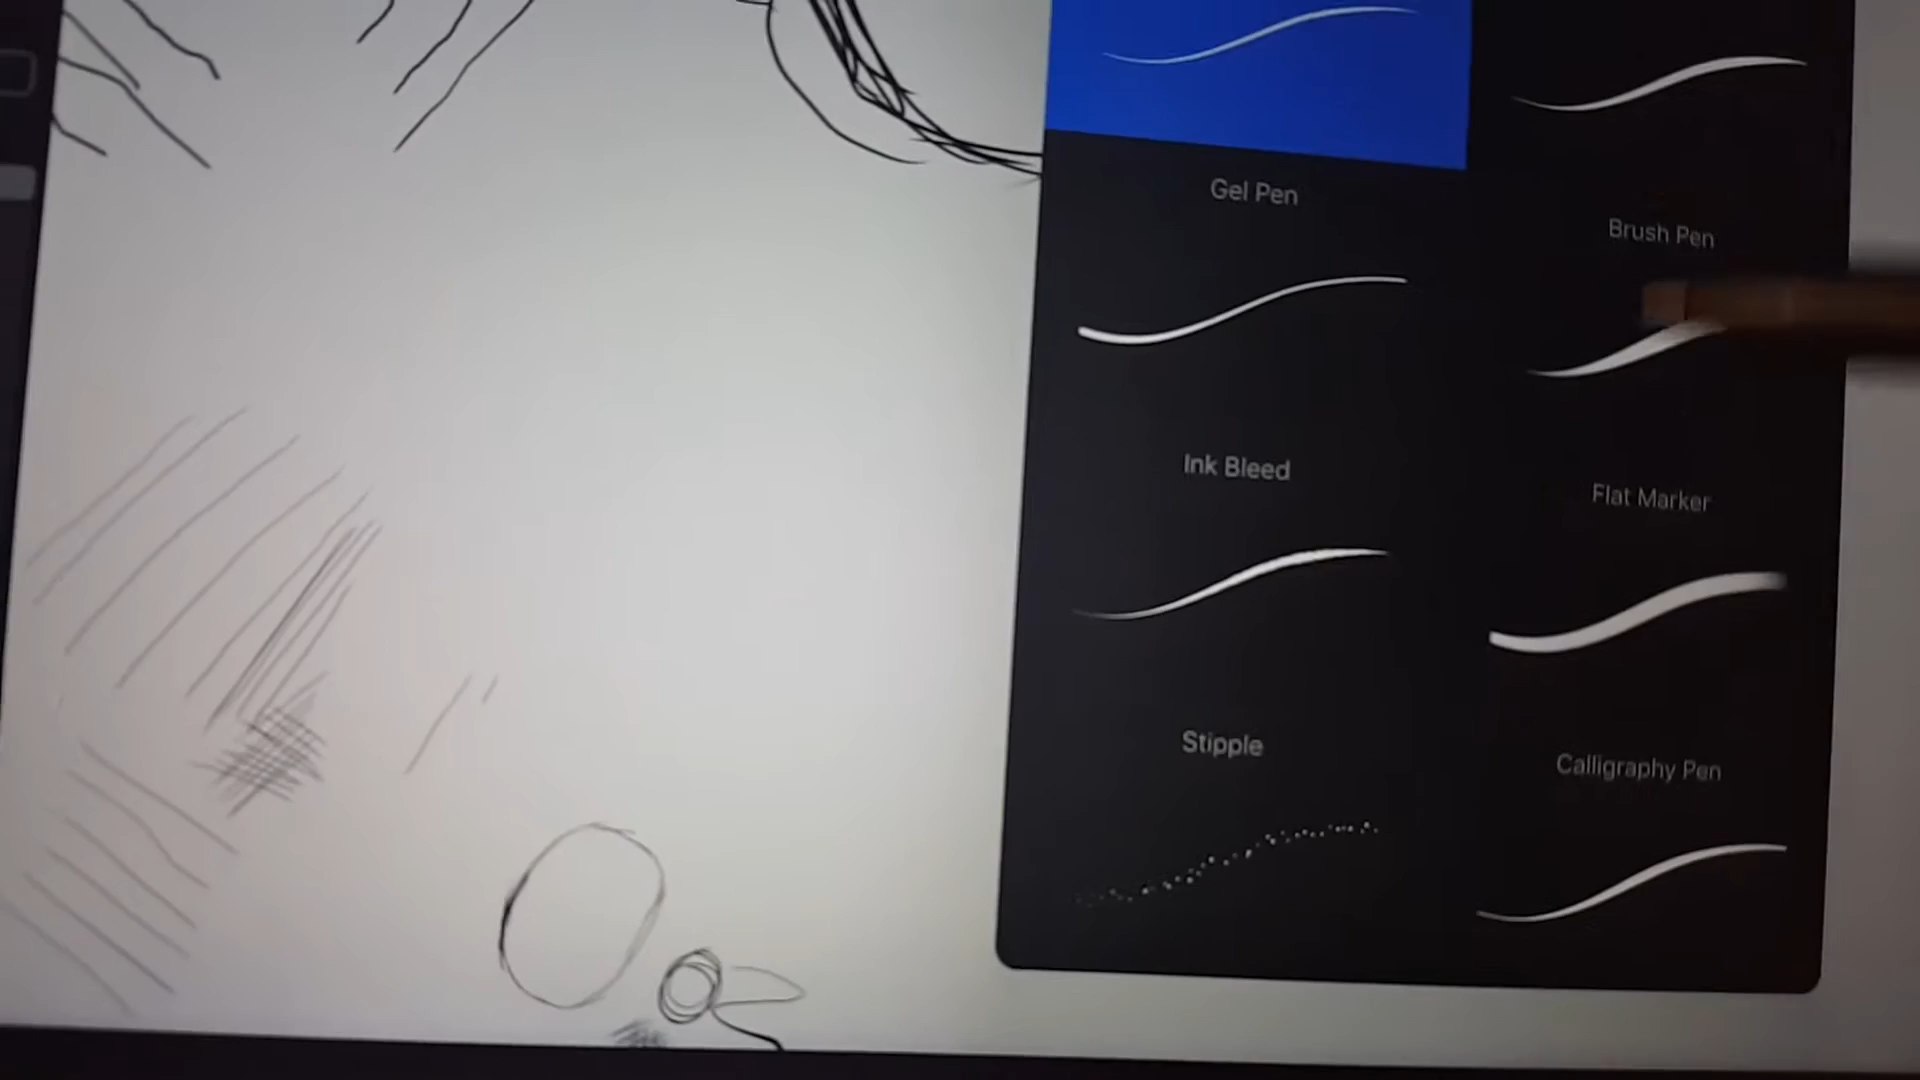 Gel Pen
Brush Pen
Ink Bleed
Flat Marker
Stipple
Calligraphy Pen